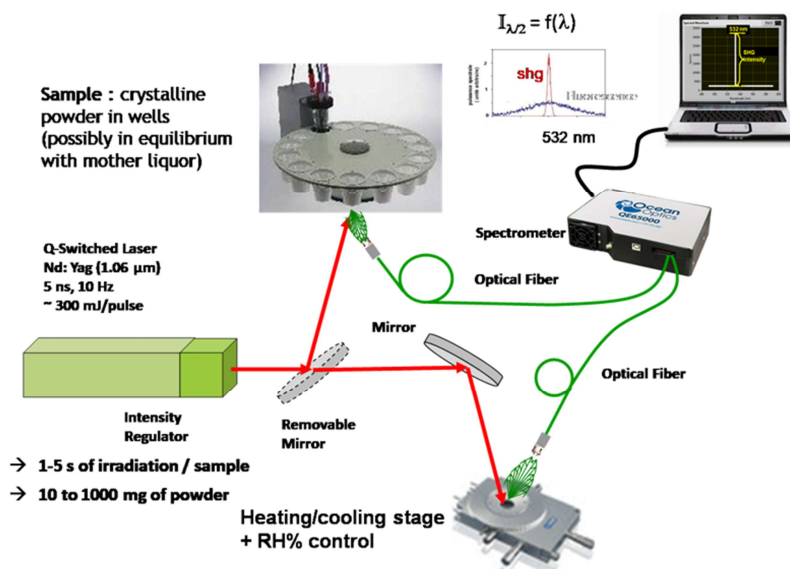 I λ/2 = f(λ)
532 nm
SHG
Intensity
shg
Fluorescence
532 nm
Sample : crystalline
powder in wells
(possibly in equilibrium
with mother liquor)
Ocean
Optics
QE65000
Spectrometer
Optical Fiber
Q-Switched Laser
Nd: Yag (1.06 µm)
5 ns, 10 Hz
~ 300 mJ/pulse
Mirror
Optical Fiber
Intensity
Regulator
Removable
Mirror
→ 1-5 s of irradiation / sample
→ 10 to 1000 mg of powder
Heating/cooling stage
+ RH% control